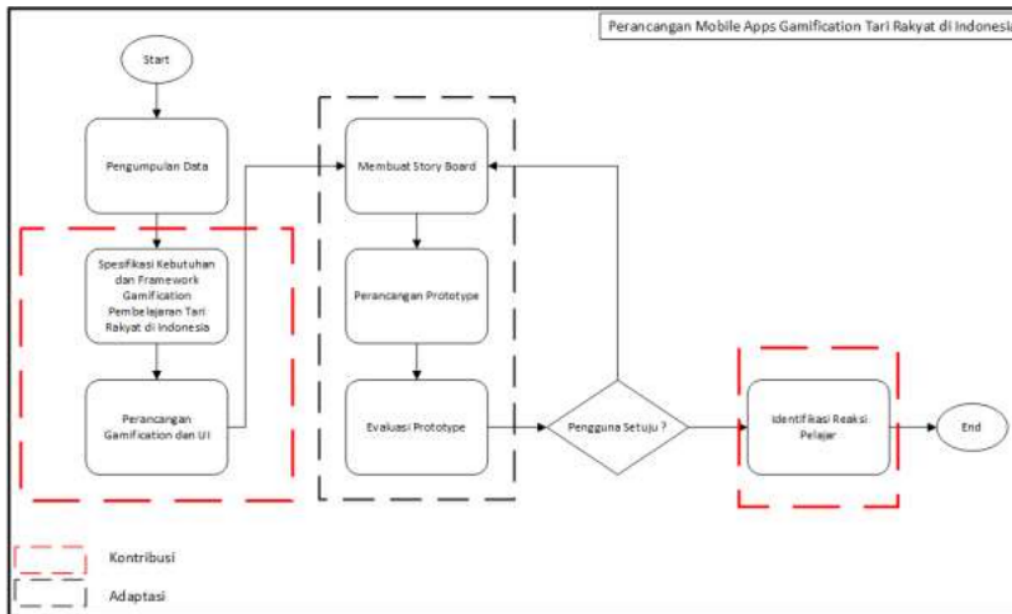 Perancangan Mobile Apps Gamification Tari Rakyat di Indonesia
Start
Pengumpulan Data
Spesifikasi Kebutuhan
dan Framework
Gamification
Pembelajaran Tari
Rakyat di Indonesia
Perancangan
Gamification dan UI
Membuat Story Board
Perancangan Prototype
Evaluasi Prototype
Pengguna Setuju ?
Identifikasi Reaksi
Pelajar
End
Kontribusi
Adaptasi